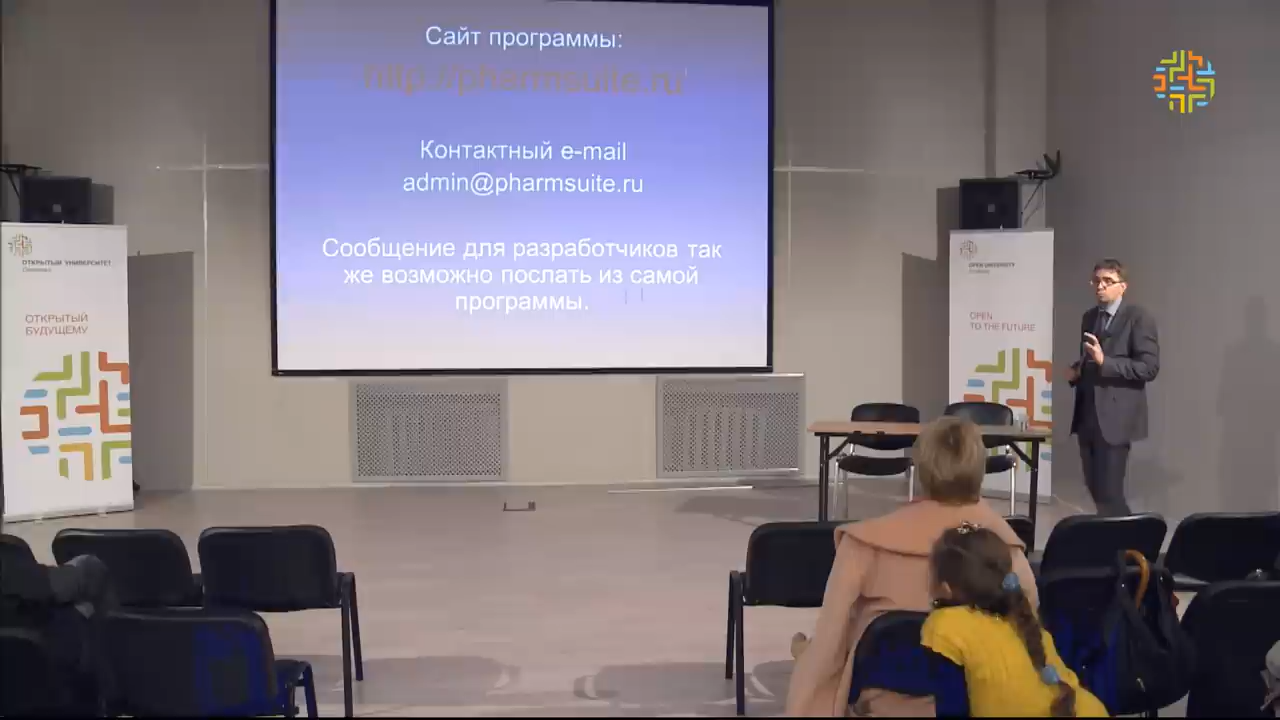 Сайт программы:
http://pharmsuite.ru
Контактный e-mail
admin@pharmsuite.ru
Сообщение для разработчиков так
же возможно послать из самой
программы.
ОТКРЫТЫЙ УНИВЕРСИТЕТ
ОТКРЫТЫЙ
БУДУЩЕМУ
OPEN UNIVERSITY
OPEN
TO THE FUTURE